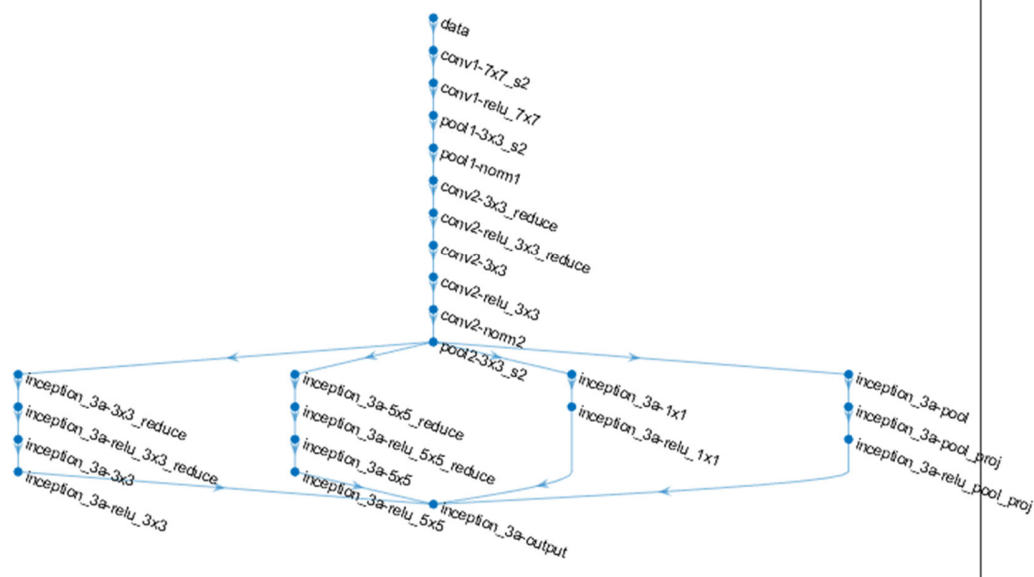 data
conv1-7x7_s2
conv1-relu_7x7
pool1-3x3_s2
pool1-norm1
conv2-3x3_reduce
conv2-relu_3x3_reduce
conv2-3x3
conv2-relu_3x3
conv2-norm2
pool2-3x3_s2
inception_3a-3x3_reduce
inception_3a-relu_3x3_reduce
inception_3a-3x3
inception_3a-relu_3x3
inception_3a-5x5_reduce
inception_3a-relu_5x5_reduce
inception_3a-5x5
inception_3a-relu_5x5
inception_3a-1x1
inception_3a-relu_1x1
inception_3a-pool
inception_3a-pool_proj
inception_3a-relu_pool_proj
inception_3a-output